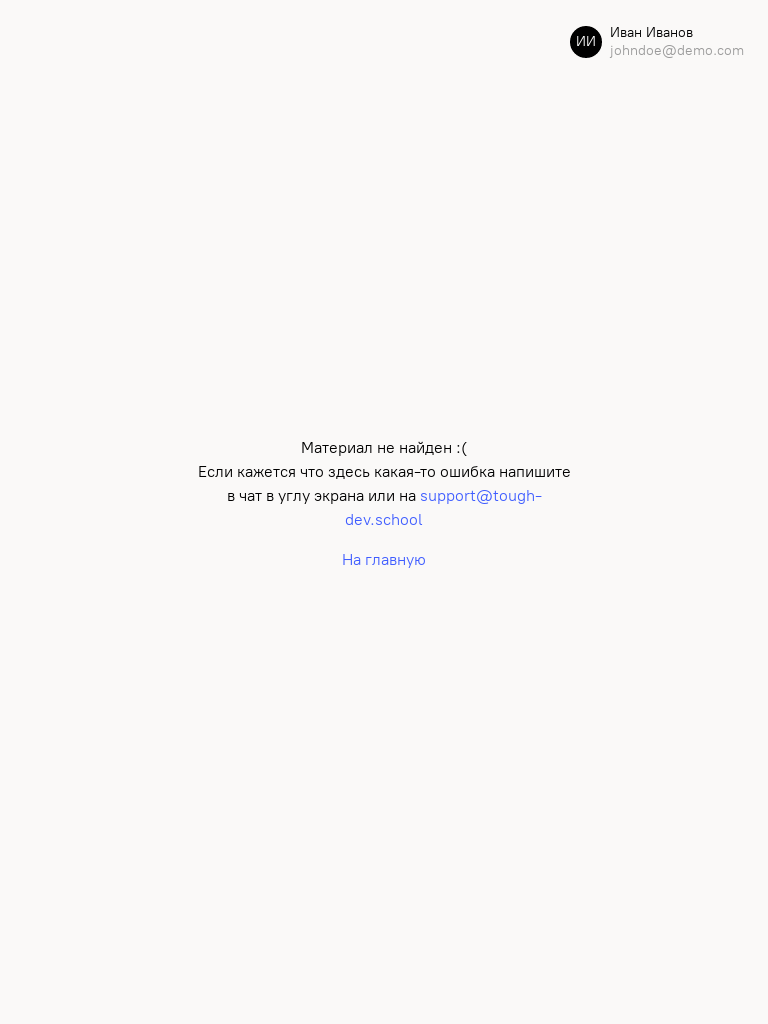 ИИ
Иван Иванов
johndoe@demo.com
Материал не найден :(
Если кажется что здесь какая-то ошибка напишите
в чат в углу экрана или на support@tough-
dev.school
На главную